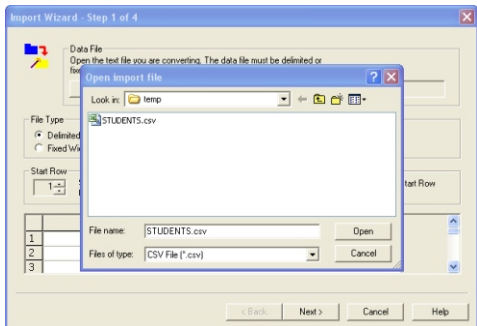 Import Wizard - Step 1 of 4
Data File
Open the text file you are converting. The data file must be delimited or
Open import file
Look in: temp
STUDENTS.csv
File name: STUDENTS.csv Open
Files of type: CSV File (*.csv) Cancel
File Type
Delimited
Fixed Wi
Start Row
1
tart Row
1
2
3
< Back Next > Cancel Help